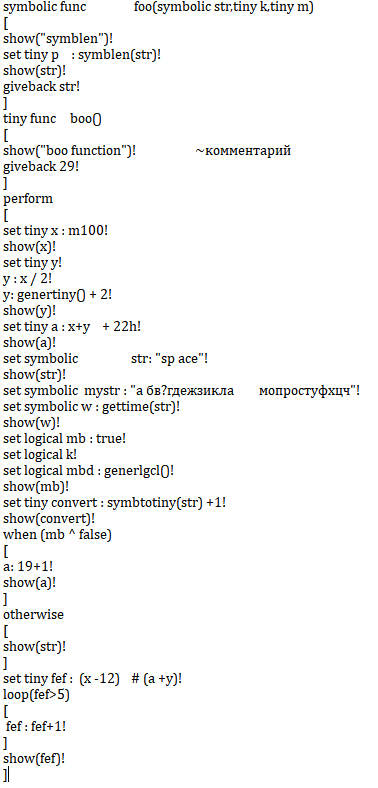 symbolic func foo(symbolic str,tiny k,tiny m)
[
show("symblen")!
set tiny p : symblen(str)!
show(str)!
giveback str!
]
tiny func boo()
[
show("boo function")! ~комментарий
giveback 29!
]
perform
[
set tiny x : m100!
show(x)!
set tiny y!
y : x / 2!
y: genertiny() + 2!
show(y)!
set tiny a : x+y + 22h!
show(a)!
set symbolic str: "sp ace"!
show(str)!
set symbolic mystr : "а бв?гдежзикла мопростуфхцч"!
set symbolic w : gettime(str)!
show(w)!
set logical mb : true!
set logical k!
set logical mbd : generlgcl()!
show(mb)!
set tiny convert : symbtotiny(str) +1!
show(convert)!
when (mb ^ false)
[
a: 19+1!
show(a)!
]
otherwise
[
show(str)!
]
set tiny fef : (x -12) # (a +y)!
loop(fef>5)
[
fef : fef+1!
]
show(fef)!
]